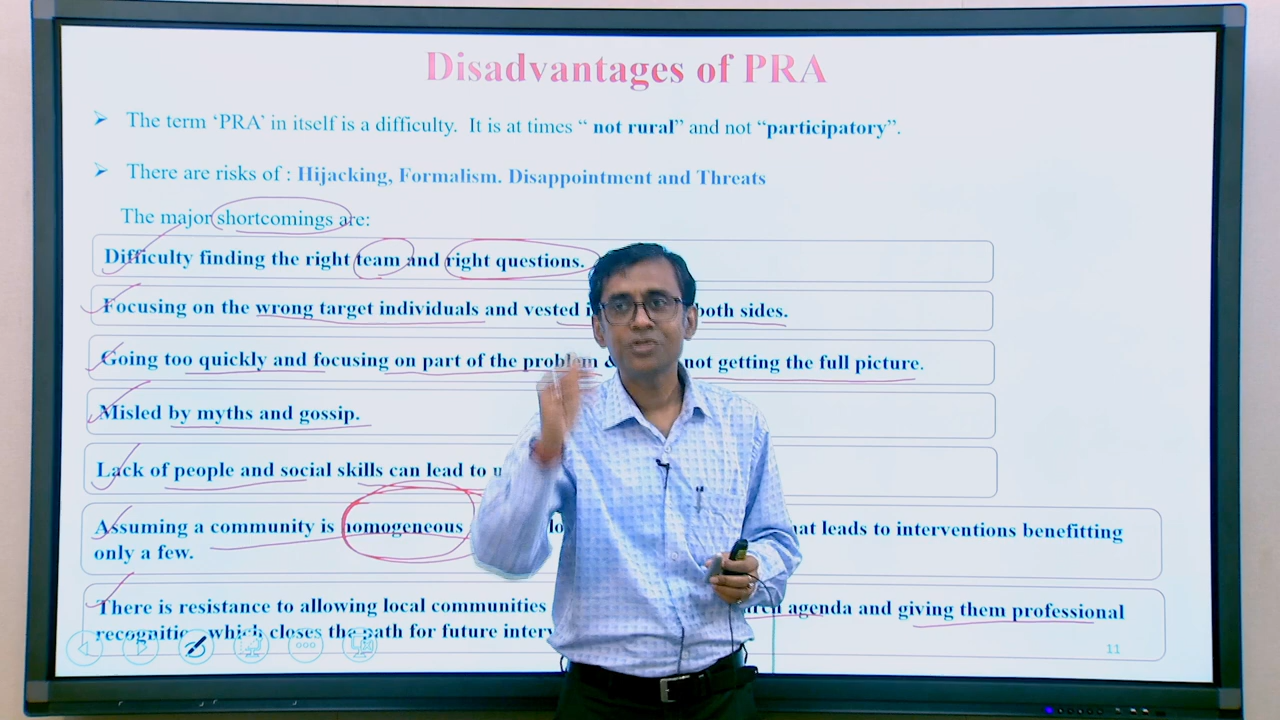 Disadvantages of PRA
➢ The term ‘PRA’ in itself is a difficulty. It is at times “ not rural” and not “participatory”.
➢ There are risks of : Hijacking, Formalism. Disappointment and Threats
The major shortcomings are:
Difficulty finding the right team and right questions.
Focusing on the wrong target individuals and vested both sides.
Going too quickly and focusing on part of the problem not getting the full picture.
Misled by myths and gossip.
Lack of people and social skills can lead to
Assuming a community is homogeneous leads to interventions benefitting
only a few.
There is resistance to allowing local communities agenda and giving them professional
which closes the path for future
11